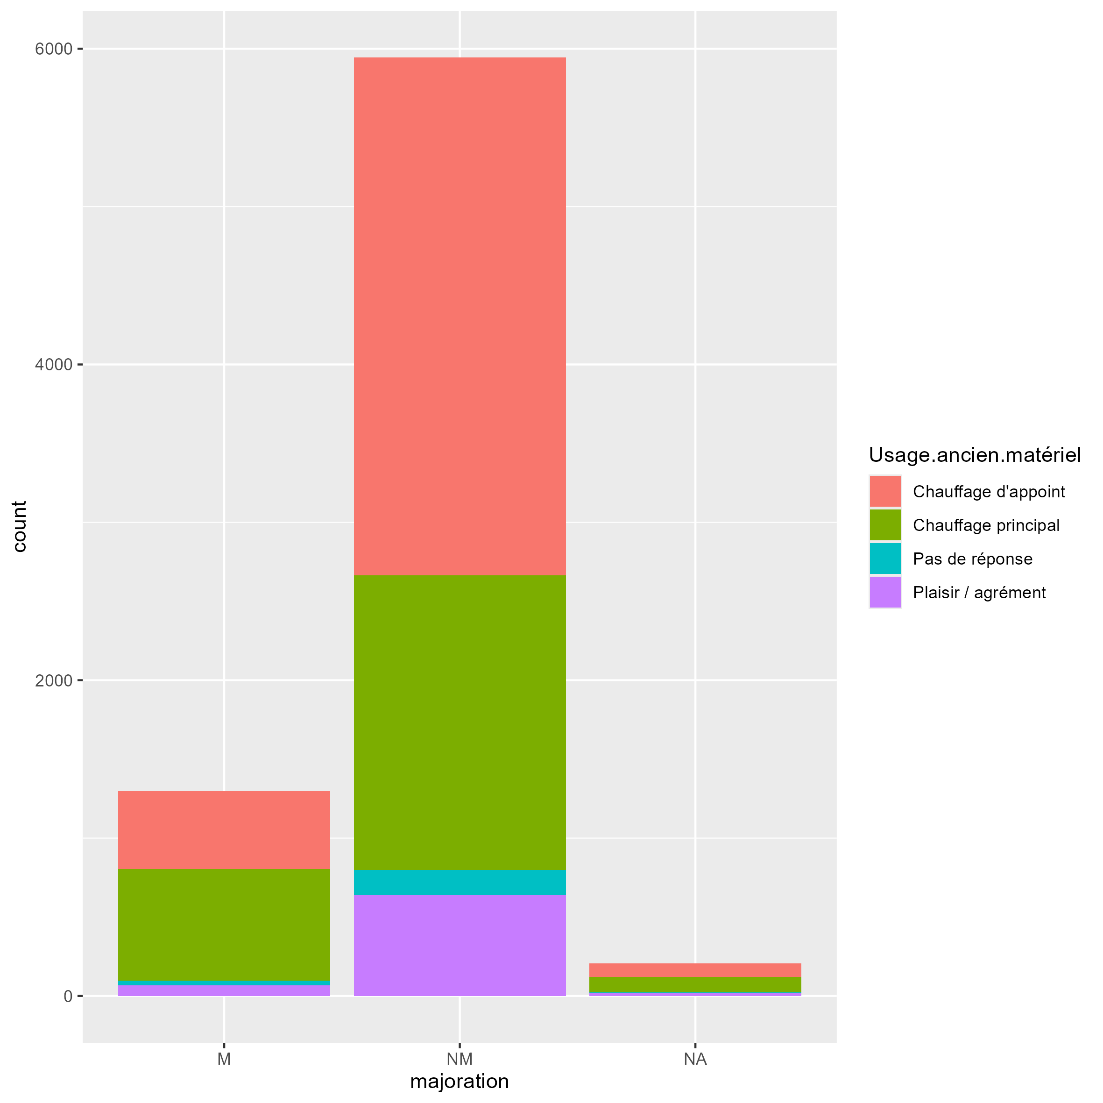 6000
4000
2000
0
count
M
NM
NA
majoration
Usage.ancien.matériel
Chauffage d'appoint
Chauffage principal
Pas de réponse
Plaisir / agrément